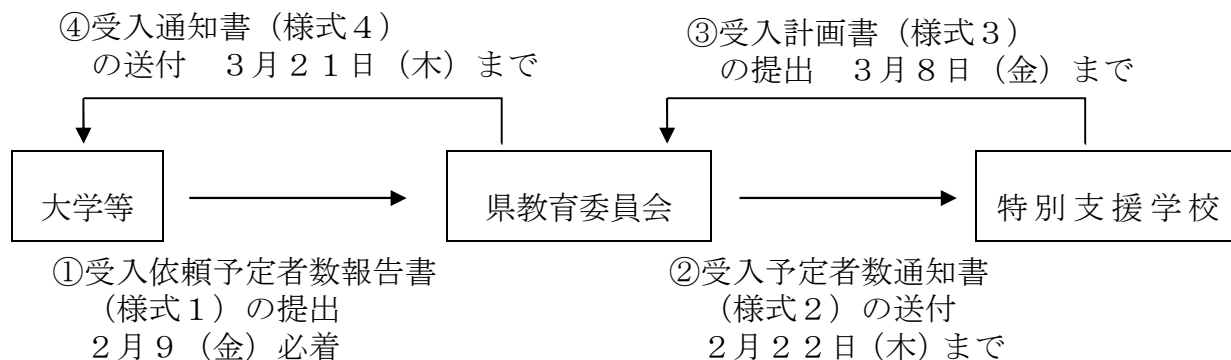 ④受入通知書（様式４）
の送付　３月２１日（木）まで
③受入計画書（様式３）
の提出　３月８日（金）まで
大学等
県教育委員会
特別支援学校
①受入依頼予定者数報告書
（様式１）の提出
２月９（金）必着
②受入予定者数通知書
（様式２）の送付
２月２２日（木）まで